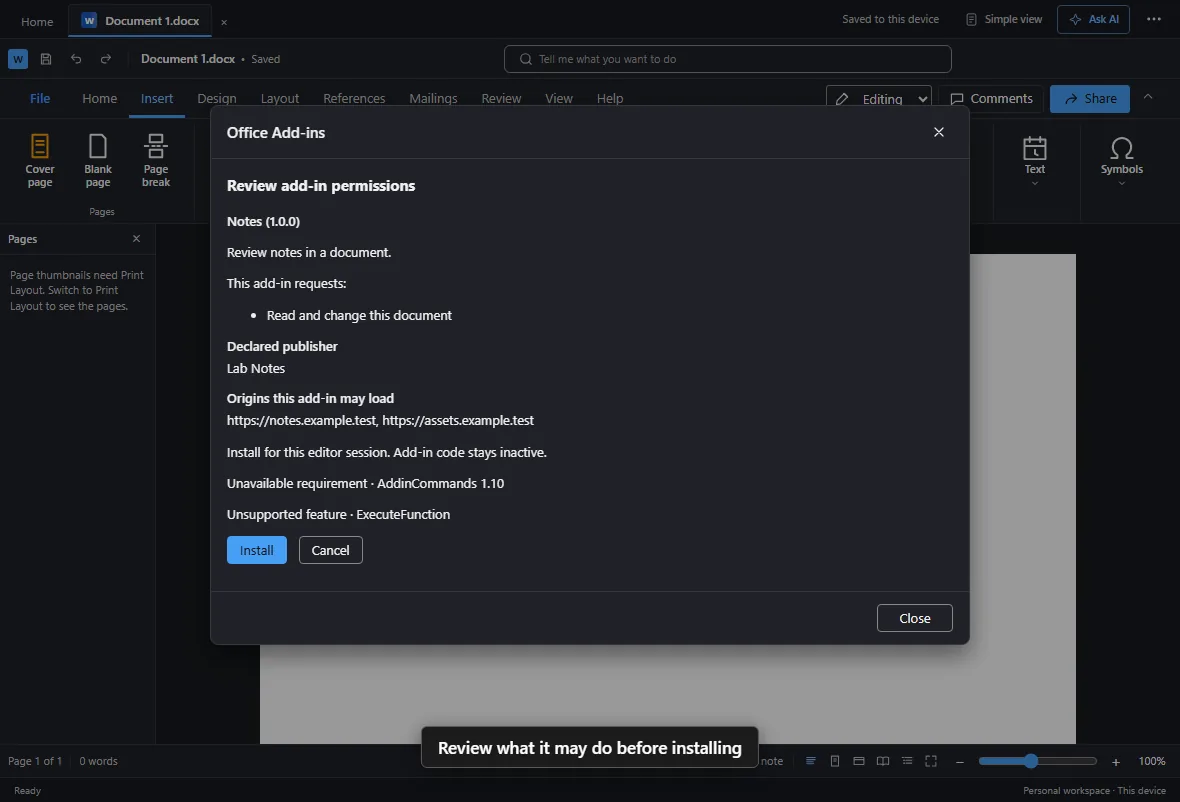 Home
W Document 1.docx ×
Saved to this device
Simple view
Ask AI
W Document 1.docx • Saved
Tell me what you want to do
File Home Insert Design Layout References Mailings Review View Help
Editing
Comments
Share
Cover page
Blank page
Page break
Pages
Text
Symbols
Pages
Page thumbnails need Print
Layout. Switch to Print
Layout to see the pages.
Office Add-ins
Review add-in permissions
Notes (1.0.0)
Review notes in a document.
This add-in requests:
• Read and change this document
Declared publisher
Lab Notes
Origins this add-in may load
https://notes.example.test, https://assets.example.test
Install for this editor session. Add-in code stays inactive.
Unavailable requirement · AddinCommands 1.10
Unsupported feature · ExecuteFunction
Install Cancel
Close
Review what it may do before installing
Page 1 of 1 0 words
note
100%
Ready
Personal workspace · This device